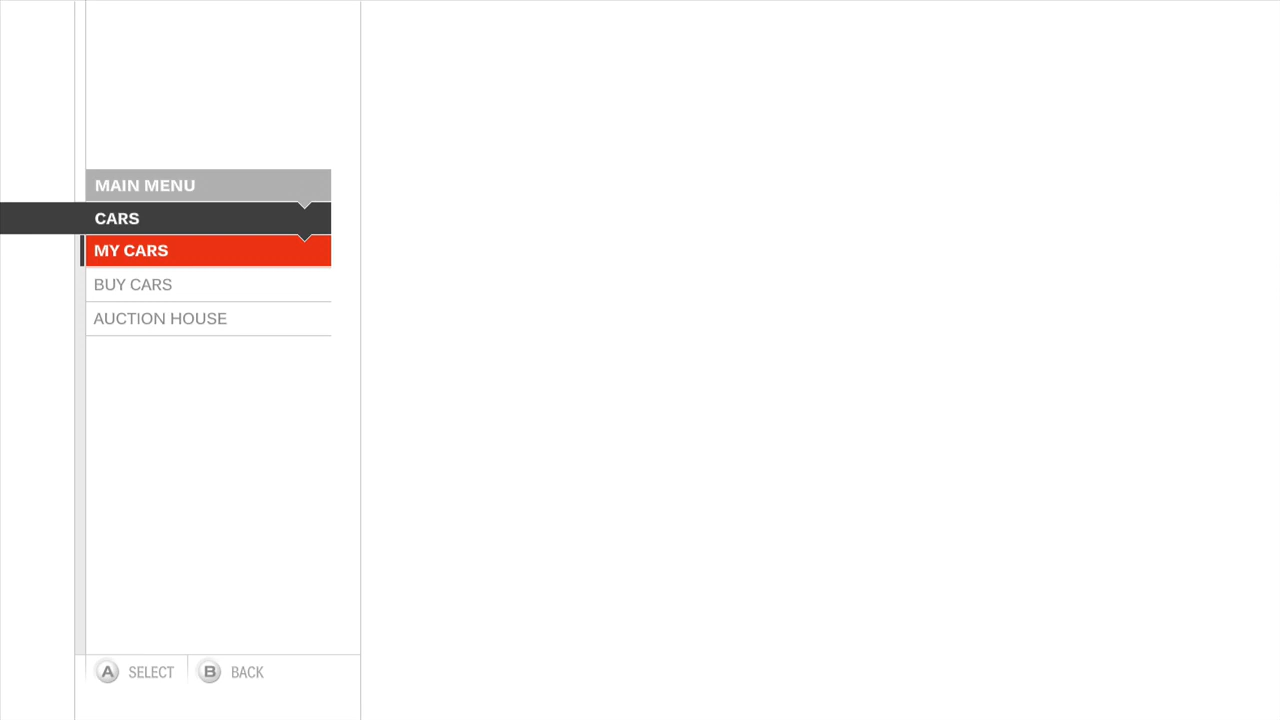 MAIN MENU
CARS
MY CARS
BUY CARS
AUCTION HOUSE
A SELECT B BACK